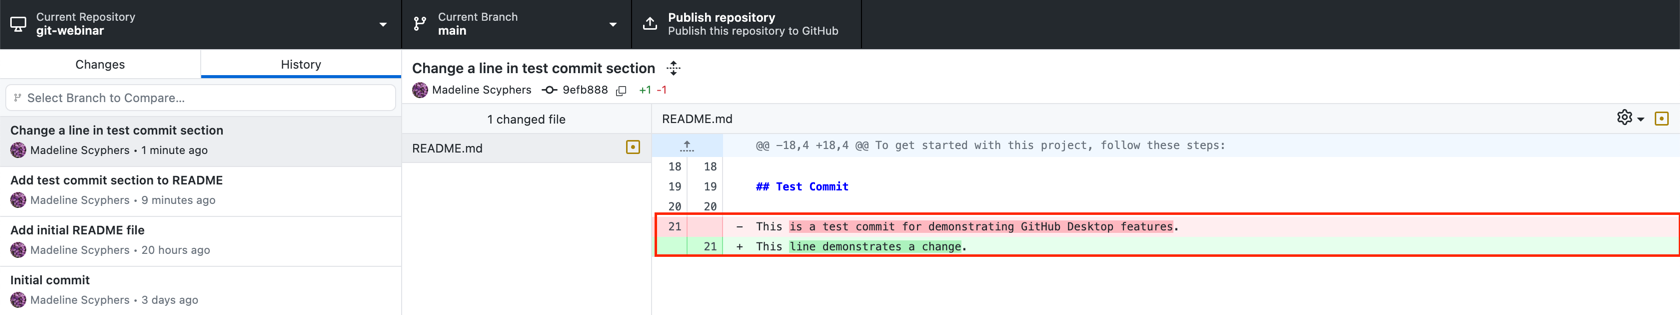 Current Repository
git-webinar
Current Branch
main
Publish repository
Publish this repository to GitHub
Changes
History
Select Branch to Compare...
Change a line in test commit section
Madeline Scyphers • 1 minute ago
Add test commit section to README
Madeline Scyphers • 9 minutes ago
Add initial README file
Madeline Scyphers • 20 hours ago
Initial commit
Madeline Scyphers • 3 days ago
Change a line in test commit section
Madeline Scyphers 9efb888 +1 -1
1 changed file
README.md
README.md
@@ -18,4 +18,4 @@ To get started with this project, follow these steps:
18 18
19 19 ## Test Commit
20 20
21 - This is a test commit for demonstrating GitHub Desktop features.
21 + This line demonstrates a change.